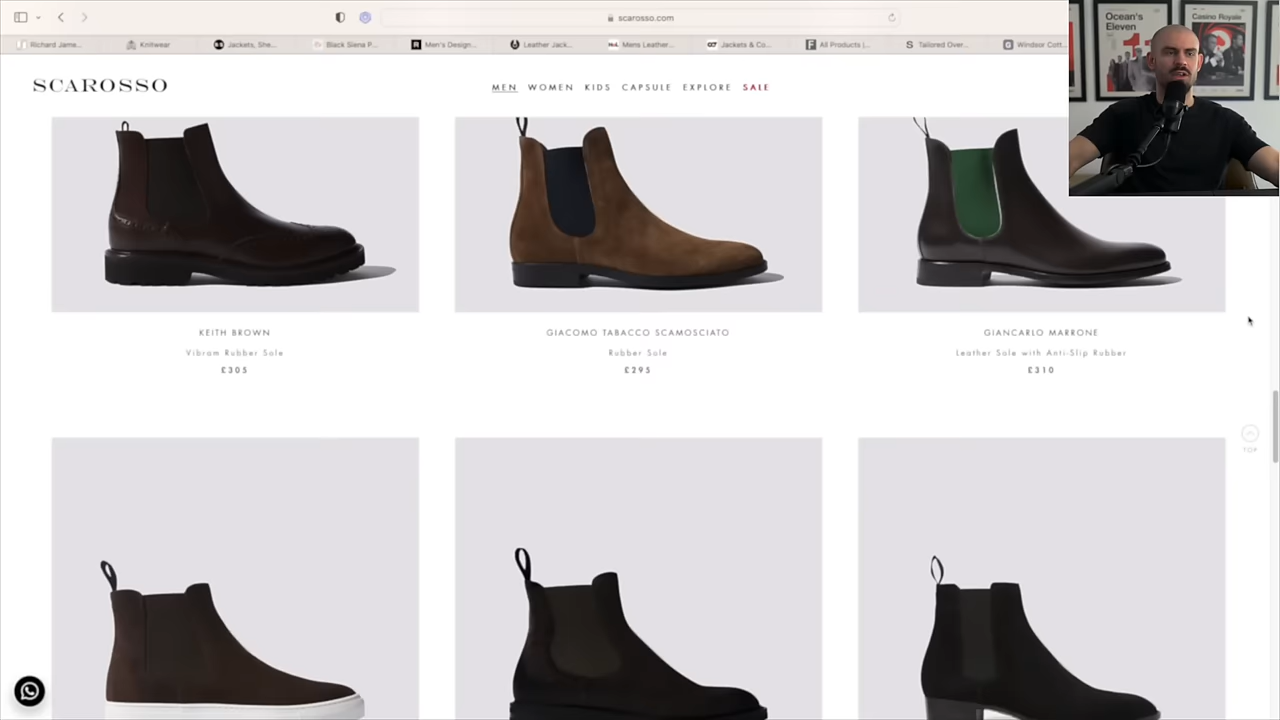 scarosso.com
Richard Jame...
Knitwear
Jackets, She...
Black Siena P...
Men's Design...
Leather Jack...
Mens Leather...
Jackets & Co...
All Products |...
Tailored Over...
Windsor Cott...
Ocean's
Eleven
11
Casino Royale
SCAROSSO
MEN WOMEN KIDS CAPSULE EXPLORE SALE
KEITH BROWN
Vibram Rubber Sole
£305
GIACOMO TABACCO SCAMOSCIATO
Rubber Sole
£295
GIANCARLO MARRONE
Leather Sole with Anti-Slip Rubber
£310
TOP